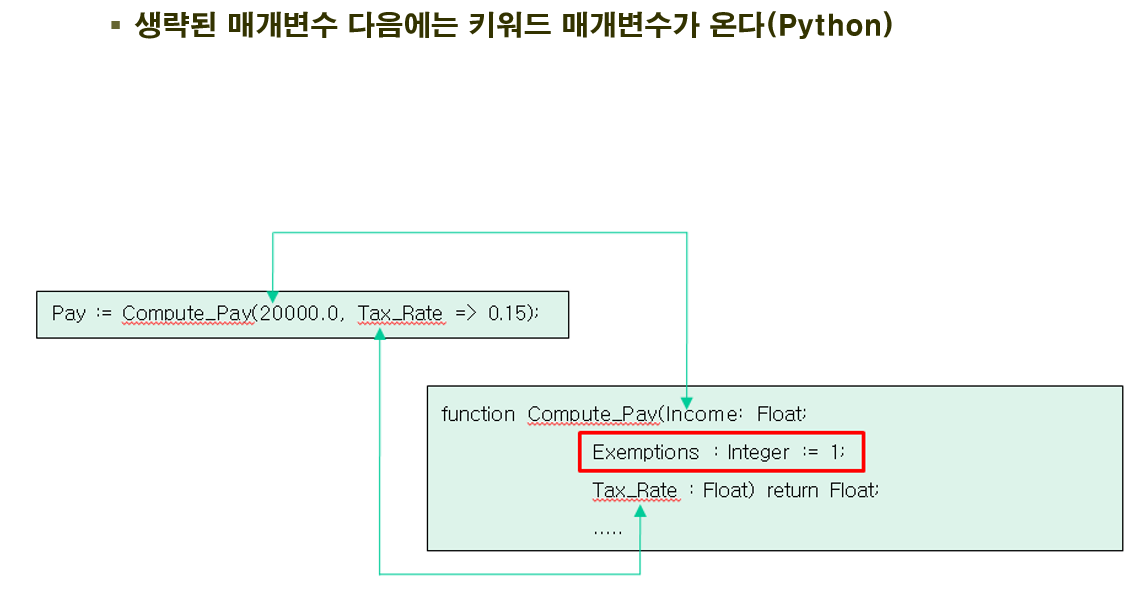 ▪ 생략된 매개변수 다음에는 키워드 매개변수가 온다(Python)
Pay := Compute_Pay(20000.0, Tax_Rate => 0.15);
function Compute_Pay(Income: Float;
Exemptions : Integer := 1;
Tax_Rate : Float) return Float;
.....